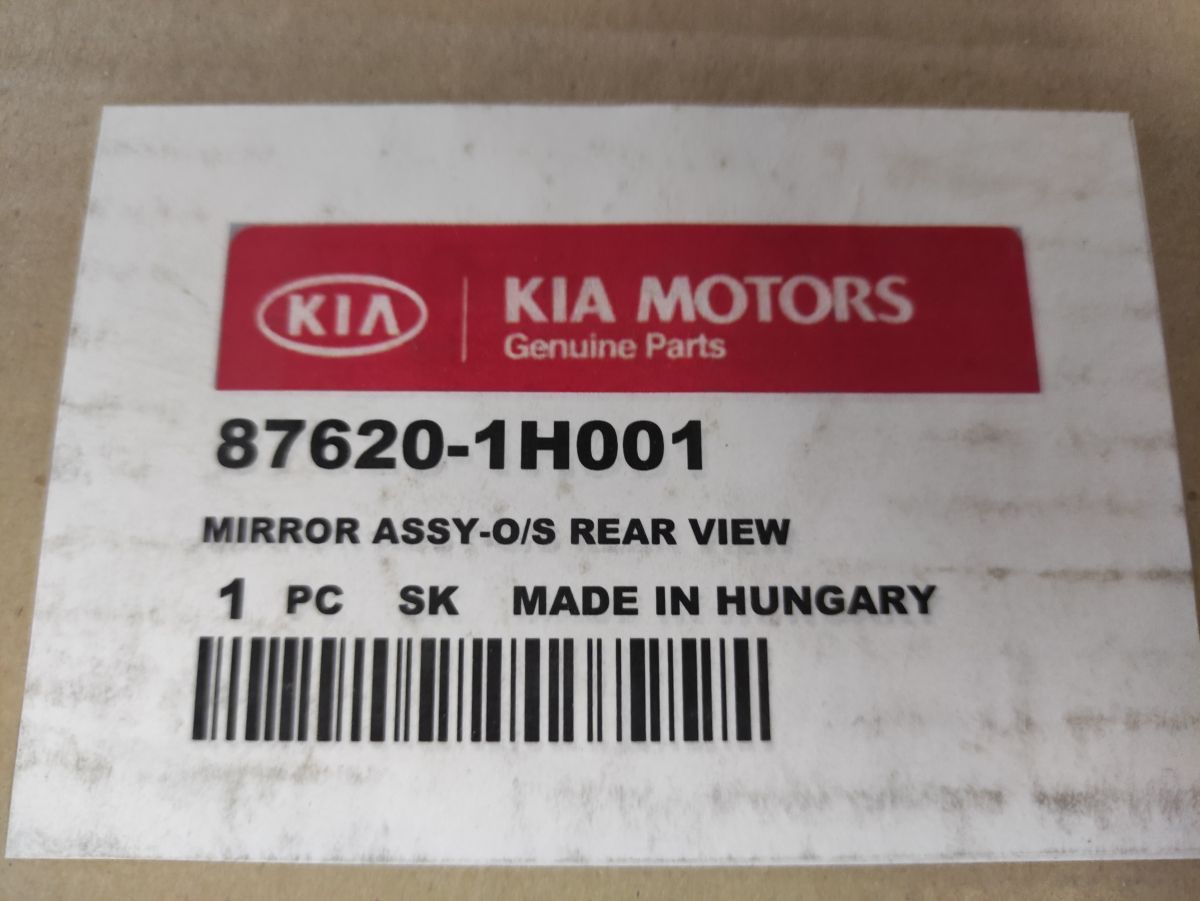 KIA
KIA MOTORS
Genuine Parts
87620-1H001
MIRROR ASSY-O/S REAR VIEW
1 PC SK MADE IN HUNGARY